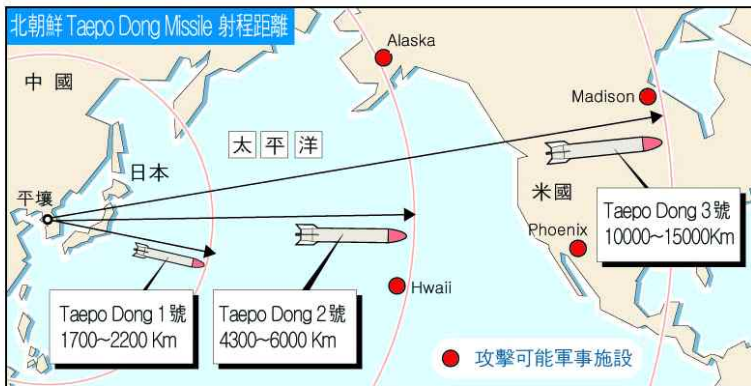 北朝鮮 Taepo Dong Missile 射程距離
Alaska
中國
Madison
太平洋
日本
平壤
米國
Taepo Dong 3 號
10000~15000Km
Phoenix
Hwaii
Taepo Dong 1 號
1700~2200 Km
Taepo Dong 2 號
4300~6000 Km
攻擊可能軍事施設